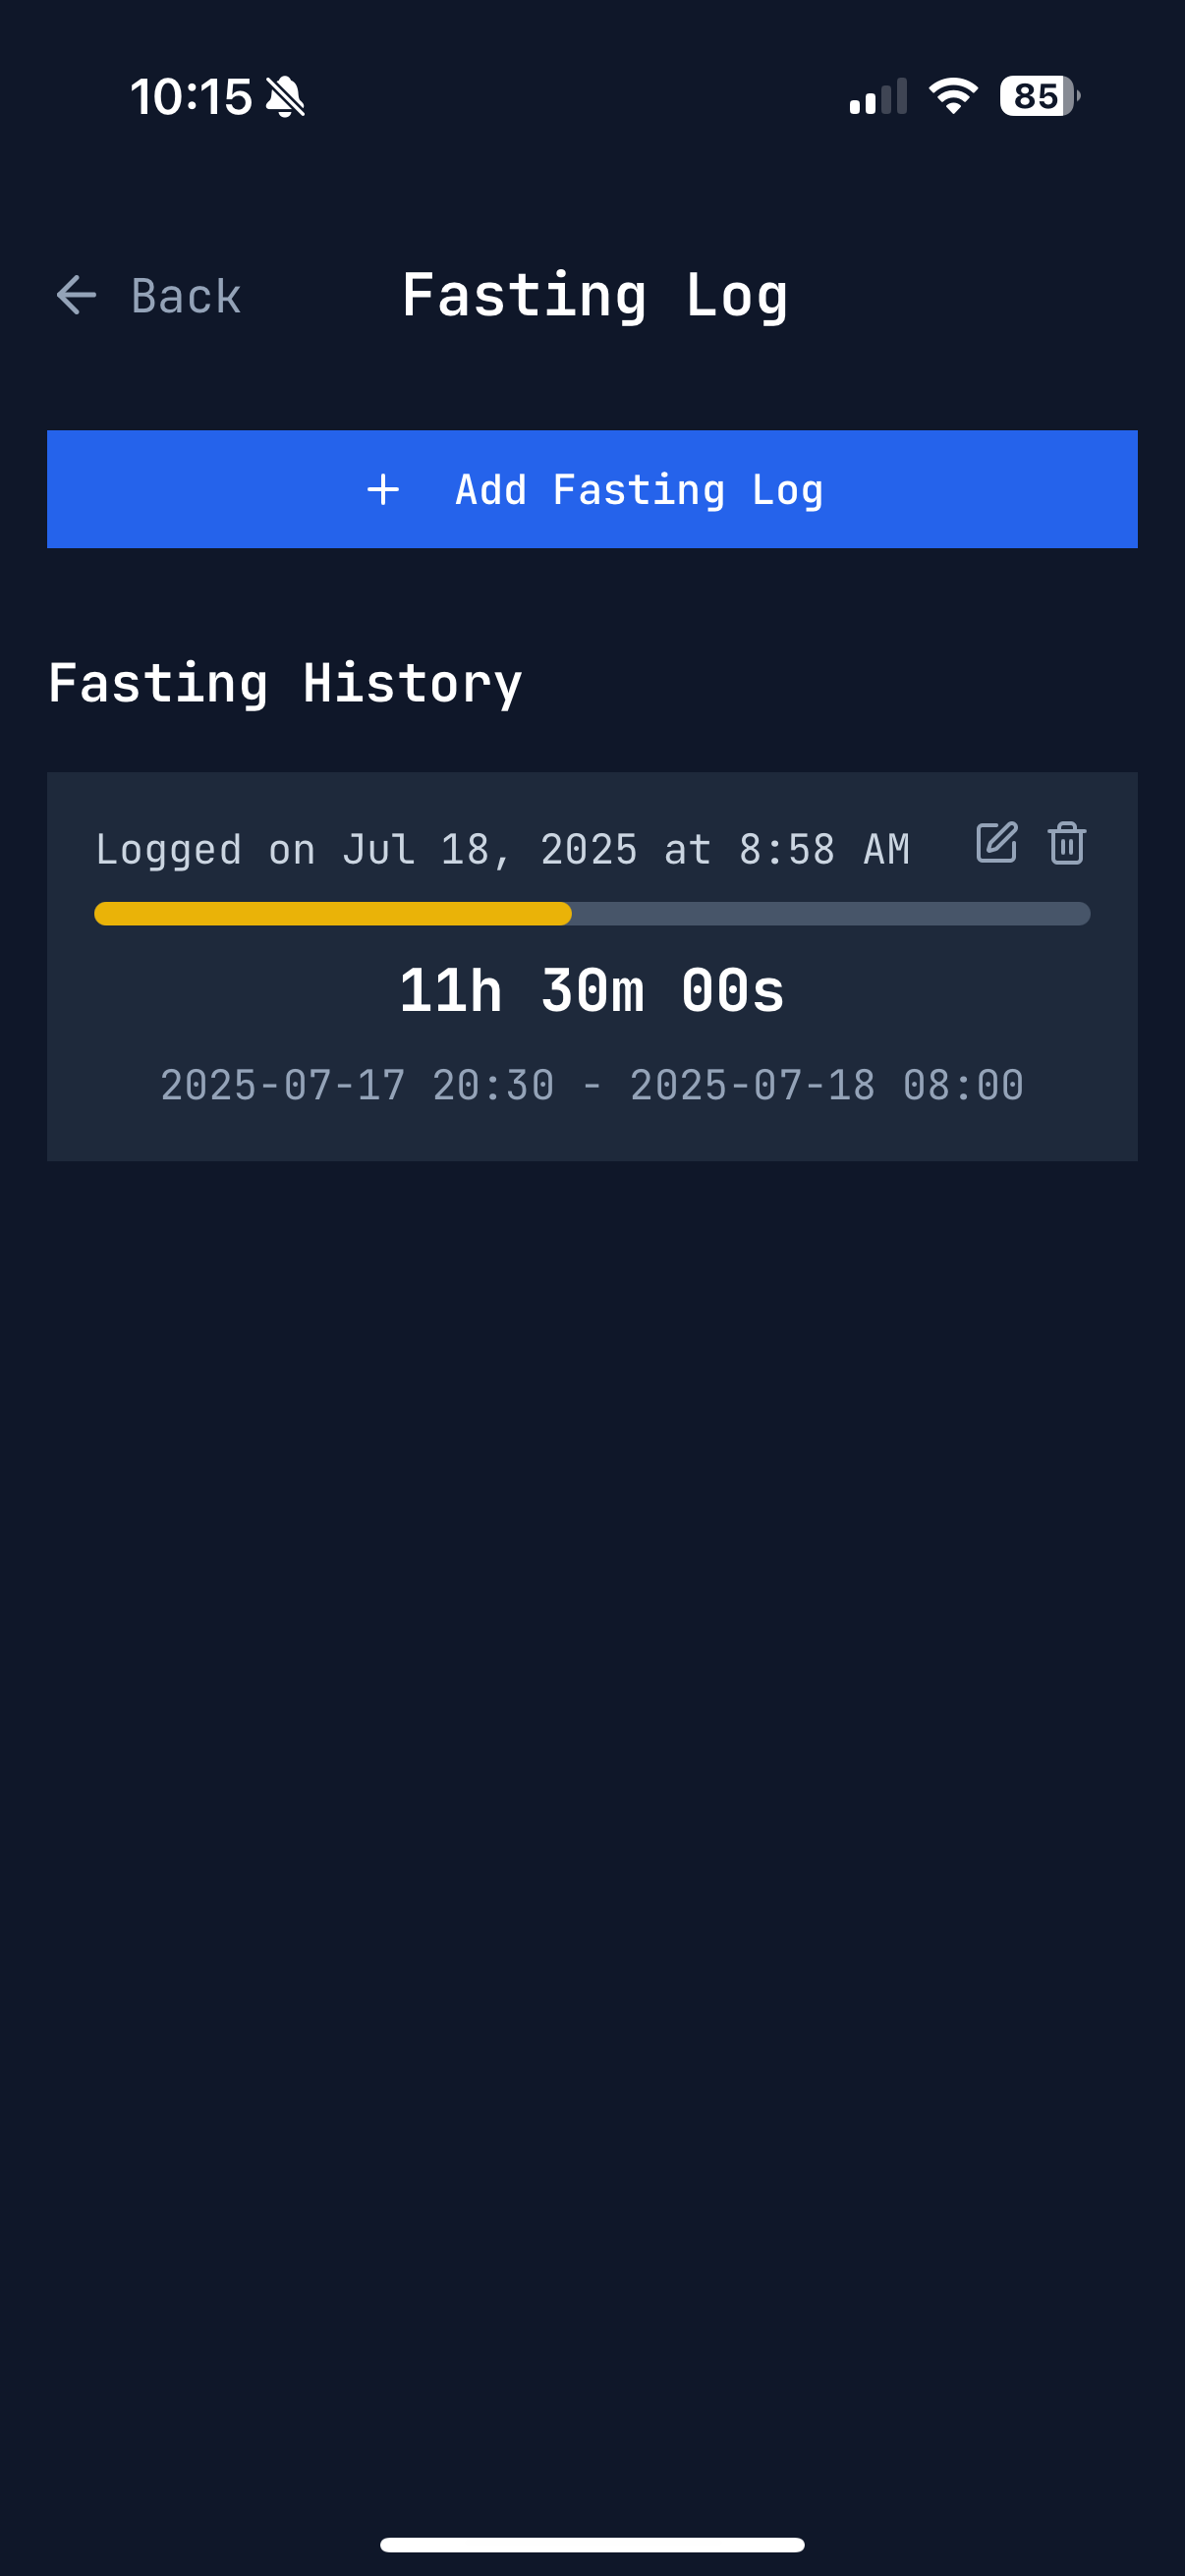 10:15
85
Back
Fasting Log
Add Fasting Log
Fasting History
Logged on Jul 18, 2025 at 8:58 AM
11h 30m 00s
2025-07-17 20:30 - 2025-07-18 08:00